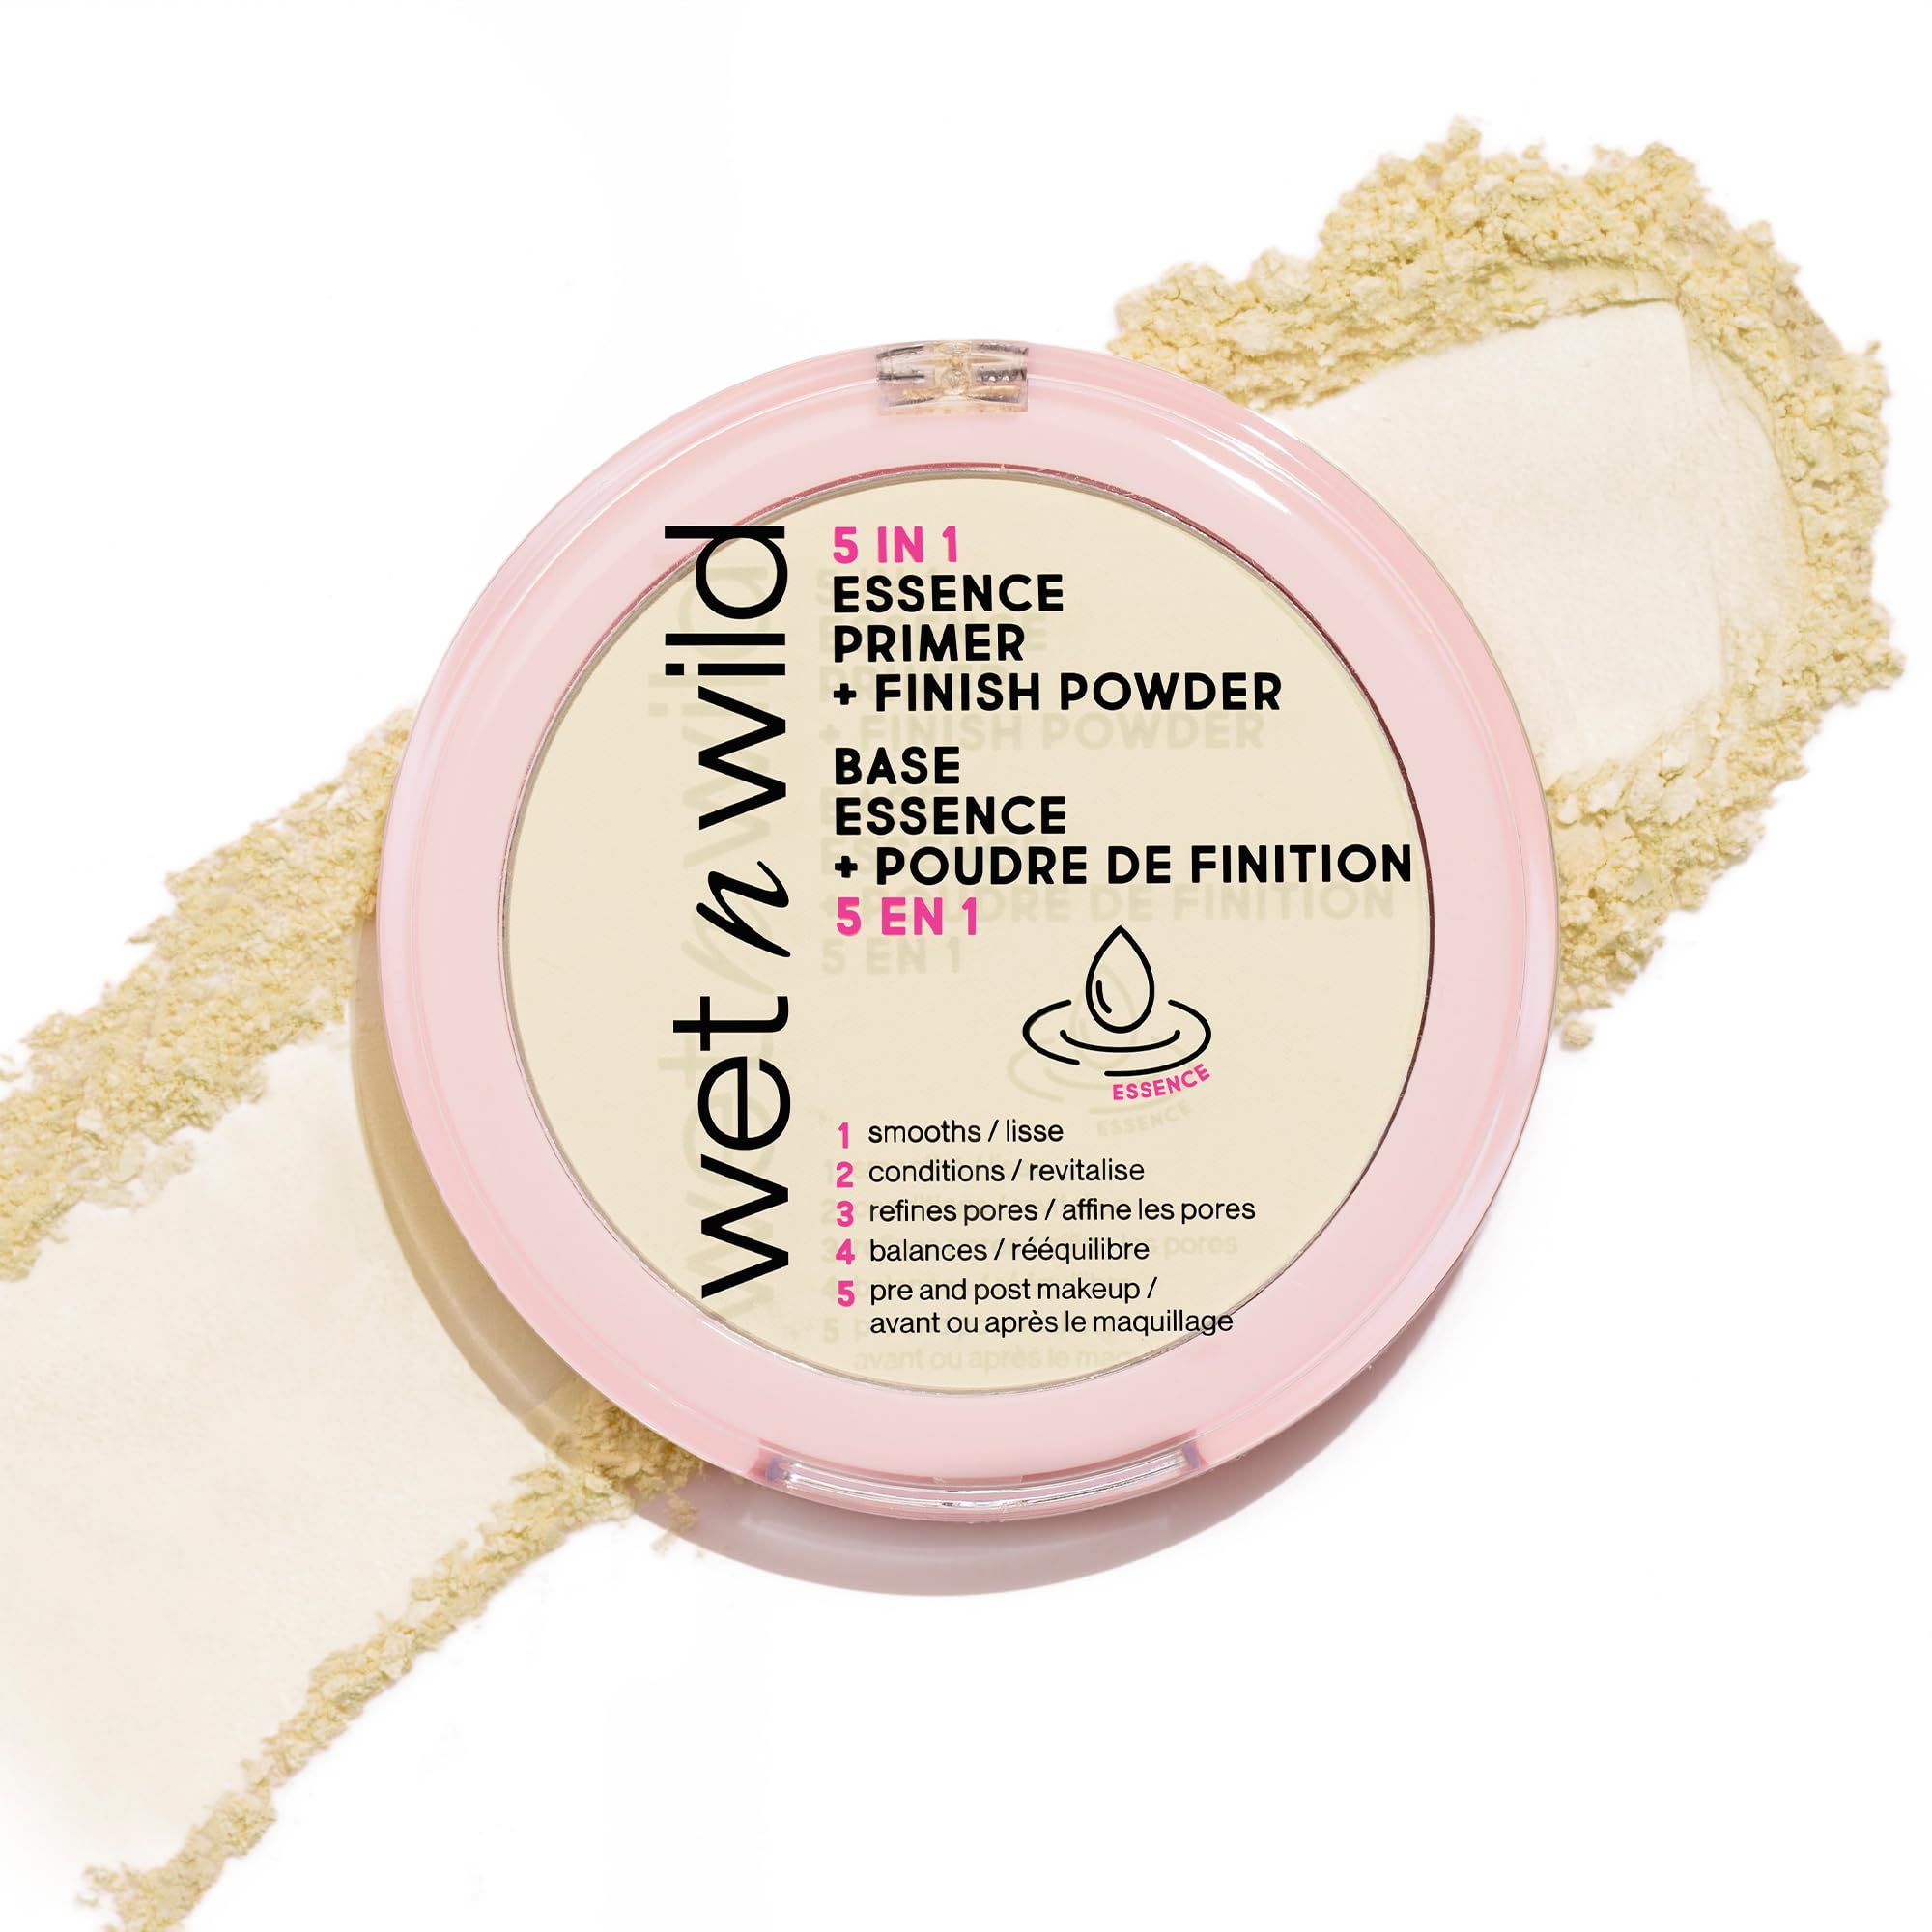 wet n wild
5 IN 1
ESSENCE
PRIMER
+ FINISH POWDER
BASE
ESSENCE
+ POUDRE DE FINITION
5 EN 1
ESSENCE
1 smooths / lisse
2 conditions / revitalise
3 refines pores / affine les pores
4 balances / rééquilibre
5 pre and post makeup /
avant ou après le maquillage